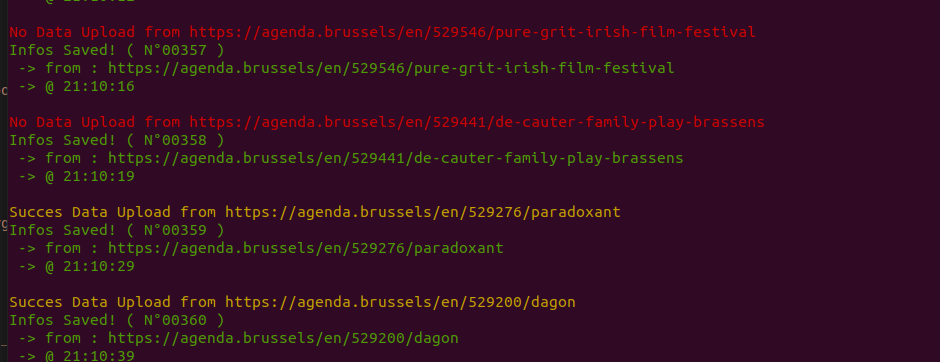 No Data Upload from https://agenda.brussels/en/529546/pure-grit-irish-film-festival
Infos Saved! ( N°00357 )
-> from : https://agenda.brussels/en/529546/pure-grit-irish-film-festival
-> @ 21:10:16
No Data Upload from https://agenda.brussels/en/529441/de-cauter-family-play-brassens
Infos Saved! ( N°00358 )
-> from : https://agenda.brussels/en/529441/de-cauter-family-play-brassens
-> @ 21:10:19
Succes Data Upload from https://agenda.brussels/en/529276/paradoxant
Infos Saved! ( N°00359 )
-> from : https://agenda.brussels/en/529276/paradoxant
-> @ 21:10:29
Succes Data Upload from https://agenda.brussels/en/529200/dagon
Infos Saved! ( N°00360 )
-> from : https://agenda.brussels/en/529200/dagon
-> @ 21:10:39